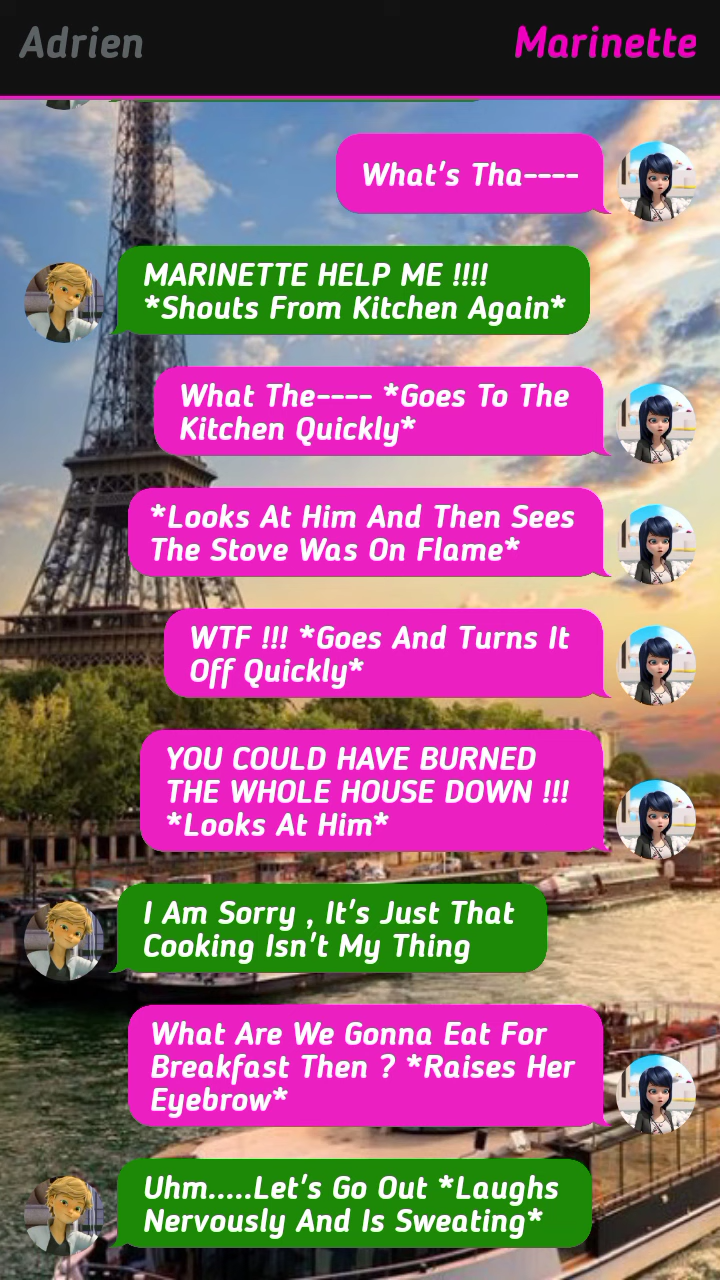 Adrien
Marinette
What's Tha----
MARINETTE HELP ME !!!!
*Shouts From Kitchen Again*
What The---- *Goes To The
Kitchen Quickly*
*Looks At Him And Then Sees
The Stove Was On Flame*
WTF !!! *Goes And Turns It
Off Quickly*
YOU COULD HAVE BURNED
THE WHOLE HOUSE DOWN !!!
*Looks At Him*
I Am Sorry , It's Just That
Cooking Isn't My Thing
What Are We Gonna Eat For
Breakfast Then ? *Raises Her
Eyebrow*
Uhm.....Let's Go Out *Laughs
Nervously And Is Sweating*